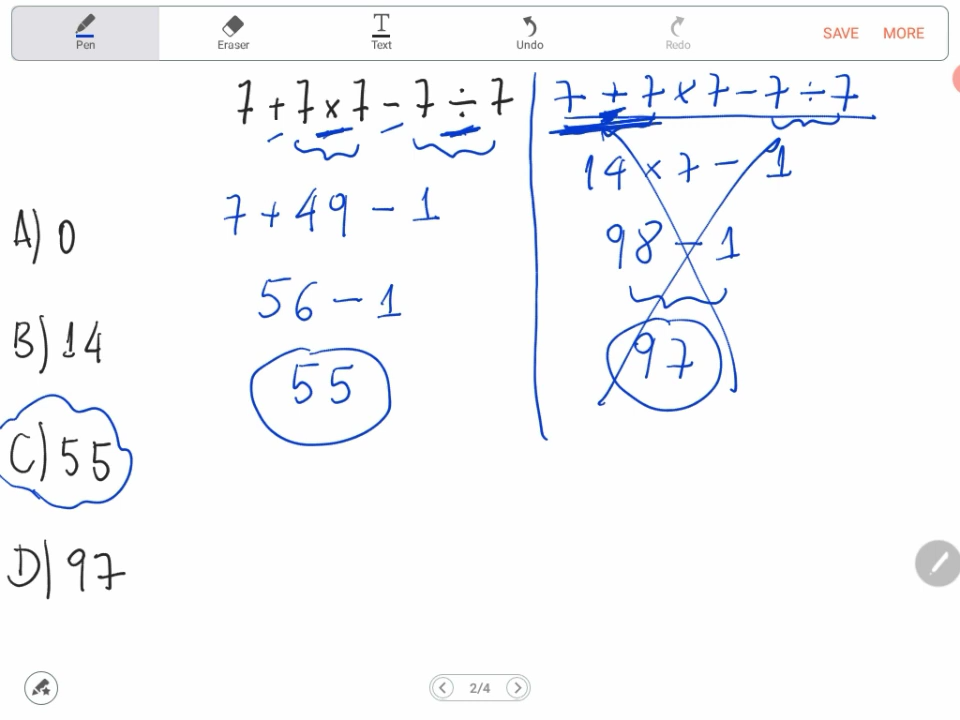 Pen Eraser Text Undo Redo SAVE MORE
7+7×7-7÷7
7+49-1
56-1
55
7+7×7-7÷7
14×7-1
98-1
97
A) 0
B) 14
C) 55
D) 97
2/4